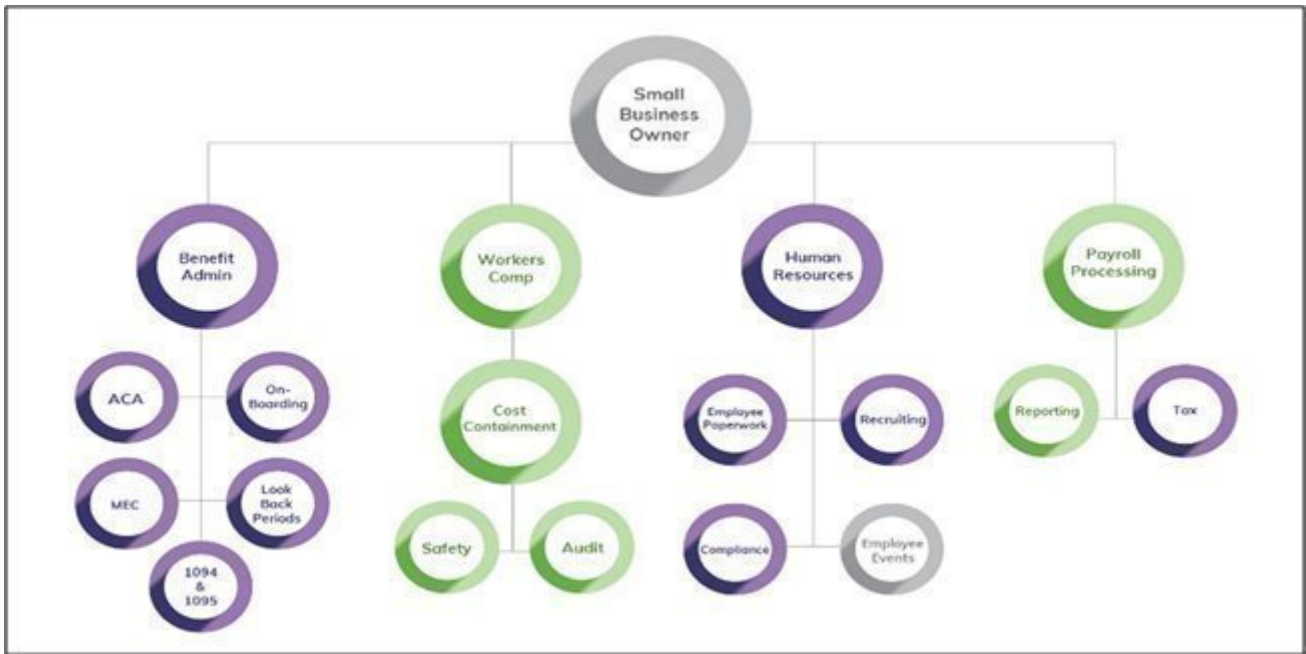 Small
Business
Owner
Benefit
Admin
Workers
Comp
Human
Resources
Payroll
Processing
ACA
On-
Boarding
Cost
Containment
Employee
Paperwork
Recruiting
Reporting
Tax
MEC
Look
Back
Periods
Safety
Audit
Compliance
Employee
Events
1094
&
1095